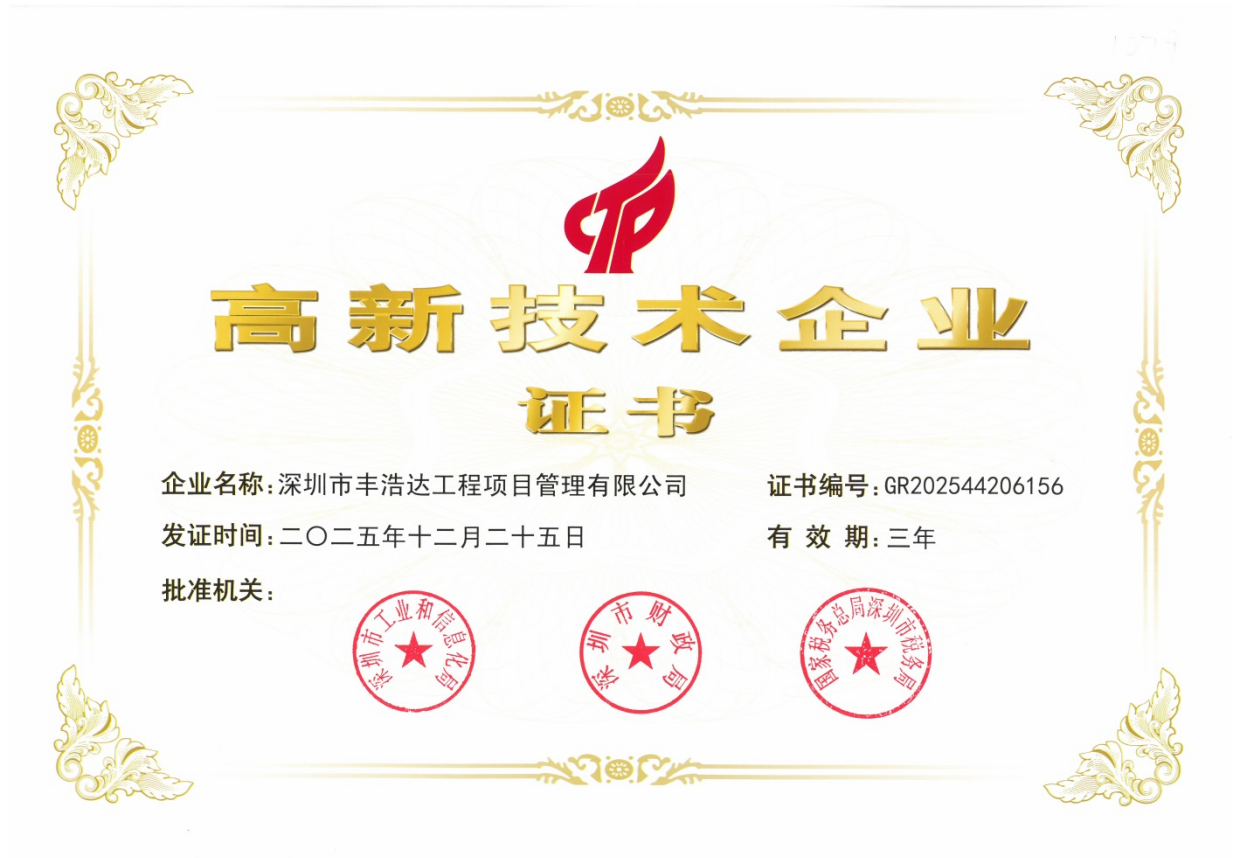 高新技术企业
证书
企业名称:深圳市丰浩达工程项目管理有限公司
证书编号:GR202544206156
发证时间:二〇二五年十二月二十五日
有效期:三年
批准机关:
深圳市工业和信息化局
深圳市财政局
国家税务总局深圳市税务局